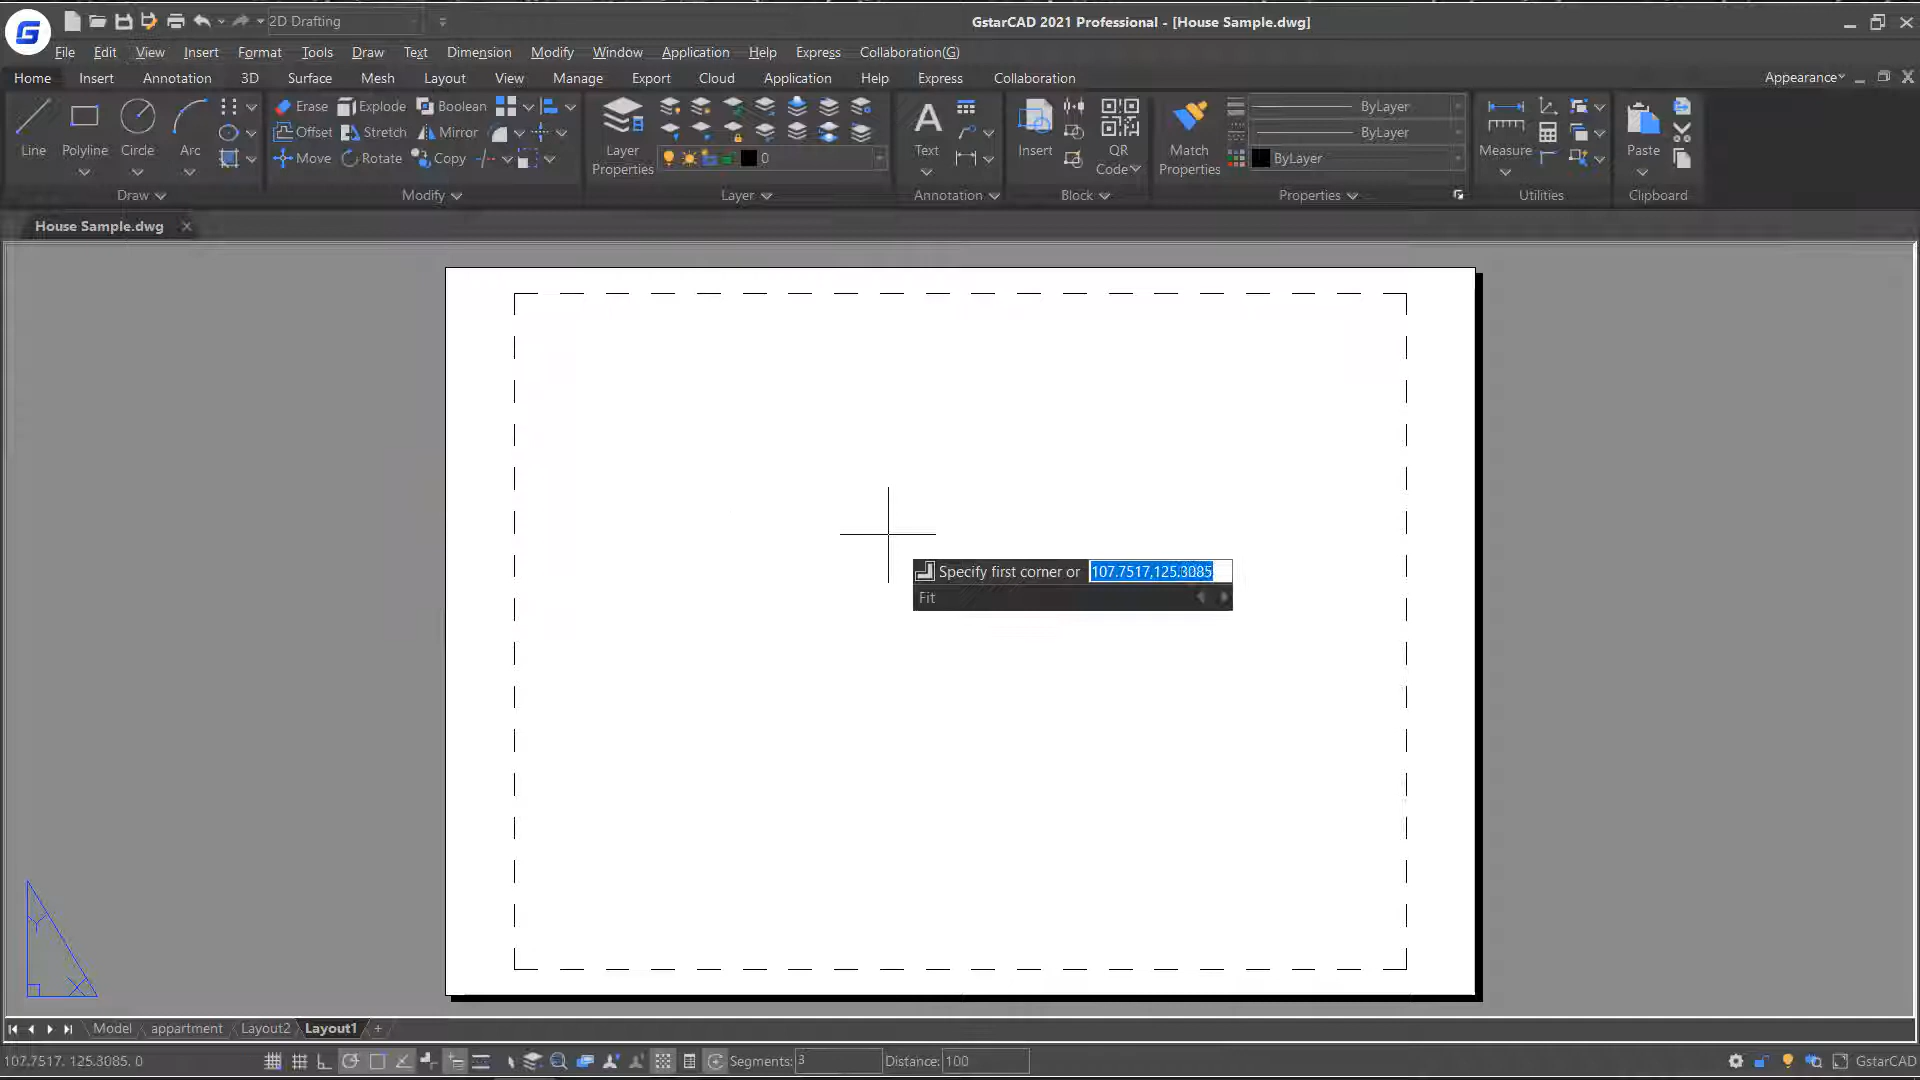 2D Drafting
GstarCAD 2021 Professional - [House Sample.dwg]
File Edit View Insert Format Tools Draw Text Dimension Modify Window Application Help Express Collaboration(G)
Home Insert Annotation 3D Surface Mesh Layout View Manage Export Cloud Application Help Express Collaboration Appearance
Line Polyline Circle Arc
Erase Explode Boolean
Offset Stretch Mirror
Move Rotate Copy
Layer Properties
0
Text
Insert
QR Code
Match Properties
ByLayer
ByLayer
ByLayer
Measure
Paste
Draw Modify Layer Annotation Block Properties Utilities Clipboard
House Sample.dwg
Specify first corner or 107.7517,125.3085
Fit
Y
X
Model appartment Layout2 Layout1 +
107.7517, 125.3085, 0
Segments: 3 Distance: 100
GstarCAD